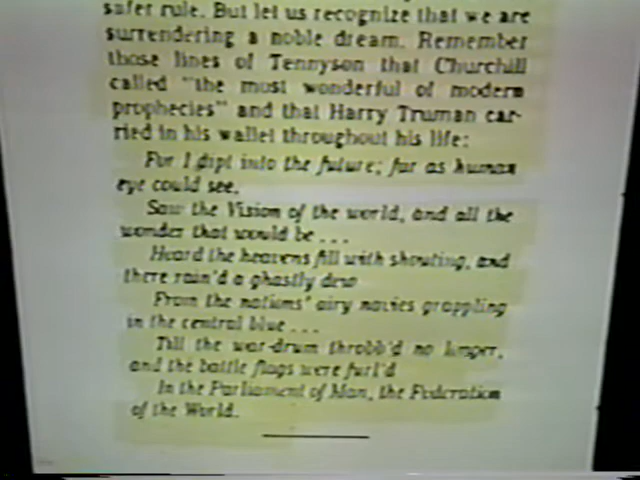 safer rule. But let us recognize that we are
surrendering a noble dream. Remember
those lines of Tennyson that Churchill
called "the most wonderful of modern
prophecies" and that Harry Truman car-
ried in his wallet throughout his life:
For I dipt into the future; far as human
eye could see,
Saw the Vision of the world, and all the
wonder that would be ...
Heard the heavens fill with shouting, and
there rain'd a ghastly dew
From the nations' airy navies grappling
in the central blue ...
Till the war-drum throbb'd no longer,
and the battle flags were furl'd
In the Parliament of Man, the Federation
of the World.